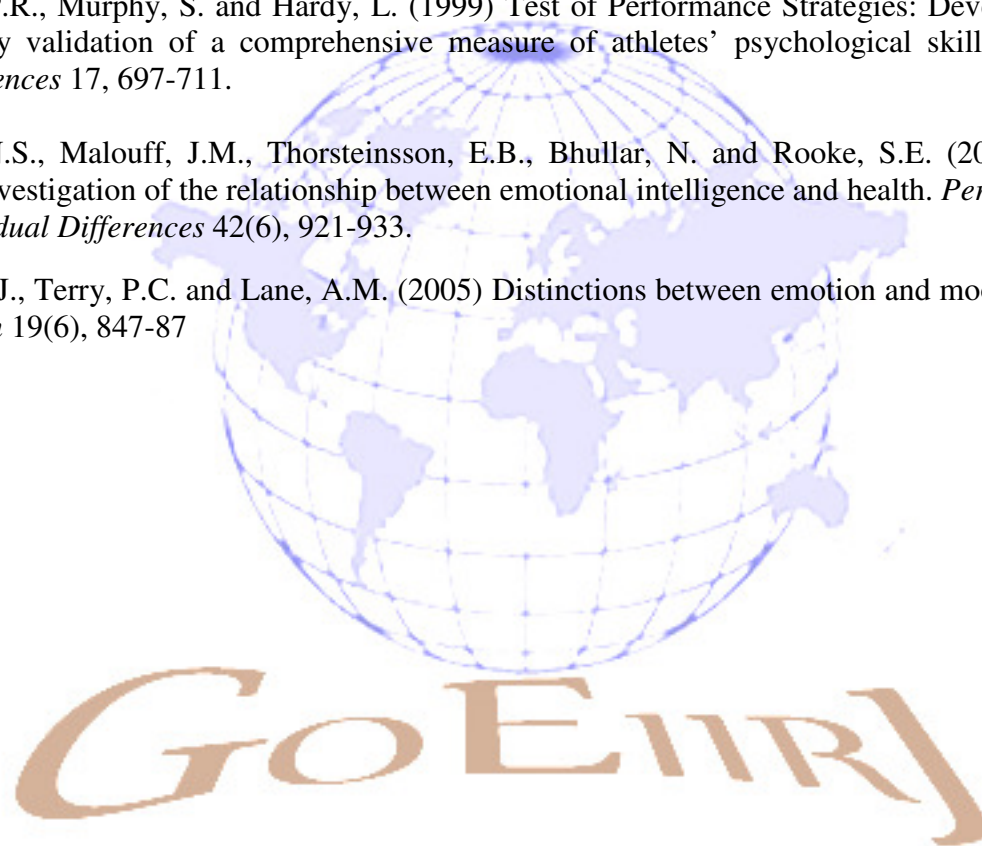 .R., Murphy, S. and Hardy, L. (1999) Test of Performance Strategies: Deve
y validation of a comprehensive measure of athletes’ psychological skill
ences 17, 697-711.
.S., Malouff, J.M., Thorsteinsson, E.B., Bhullar, N. and Rooke, S.E. (20
vestigation of the relationship between emotional intelligence and health. Per
dual Differences 42(6), 921-933.
J., Terry, P.C. and Lane, A.M. (2005) Distinctions between emotion and moo
19(6), 847-87
GOEIIRJ